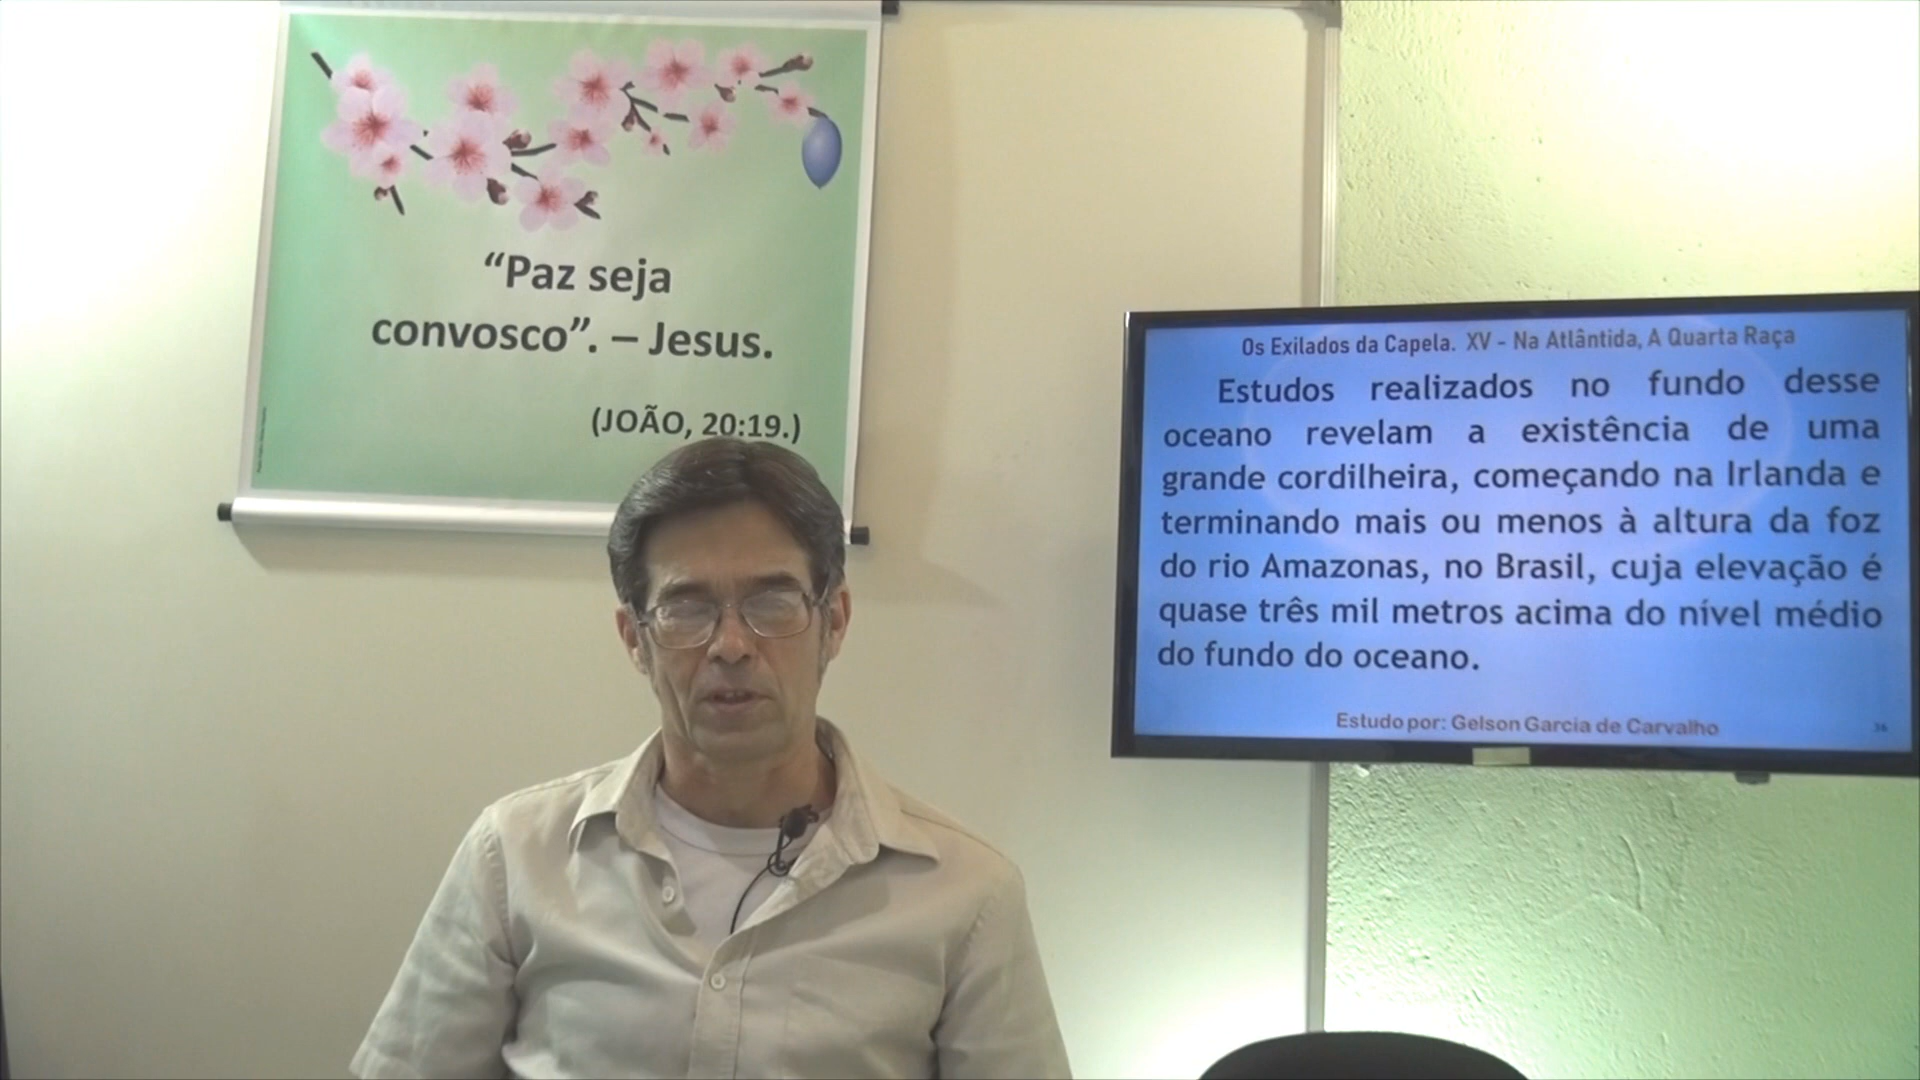 “Paz seja
convosco”. – Jesus.
(JOÃO, 20:19.)
Os Exilados da Capela. XV - Na Atlântida, A Quarta Raça
Estudos realizados no fundo desse
oceano revelam a existência de uma
grande cordilheira, começando na Irlanda e
terminando mais ou menos à altura da foz
do rio Amazonas, no Brasil, cuja elevação é
quase três mil metros acima do nível médio
do fundo do oceano.
Estudo por: Gelson Garcia de Carvalho
36